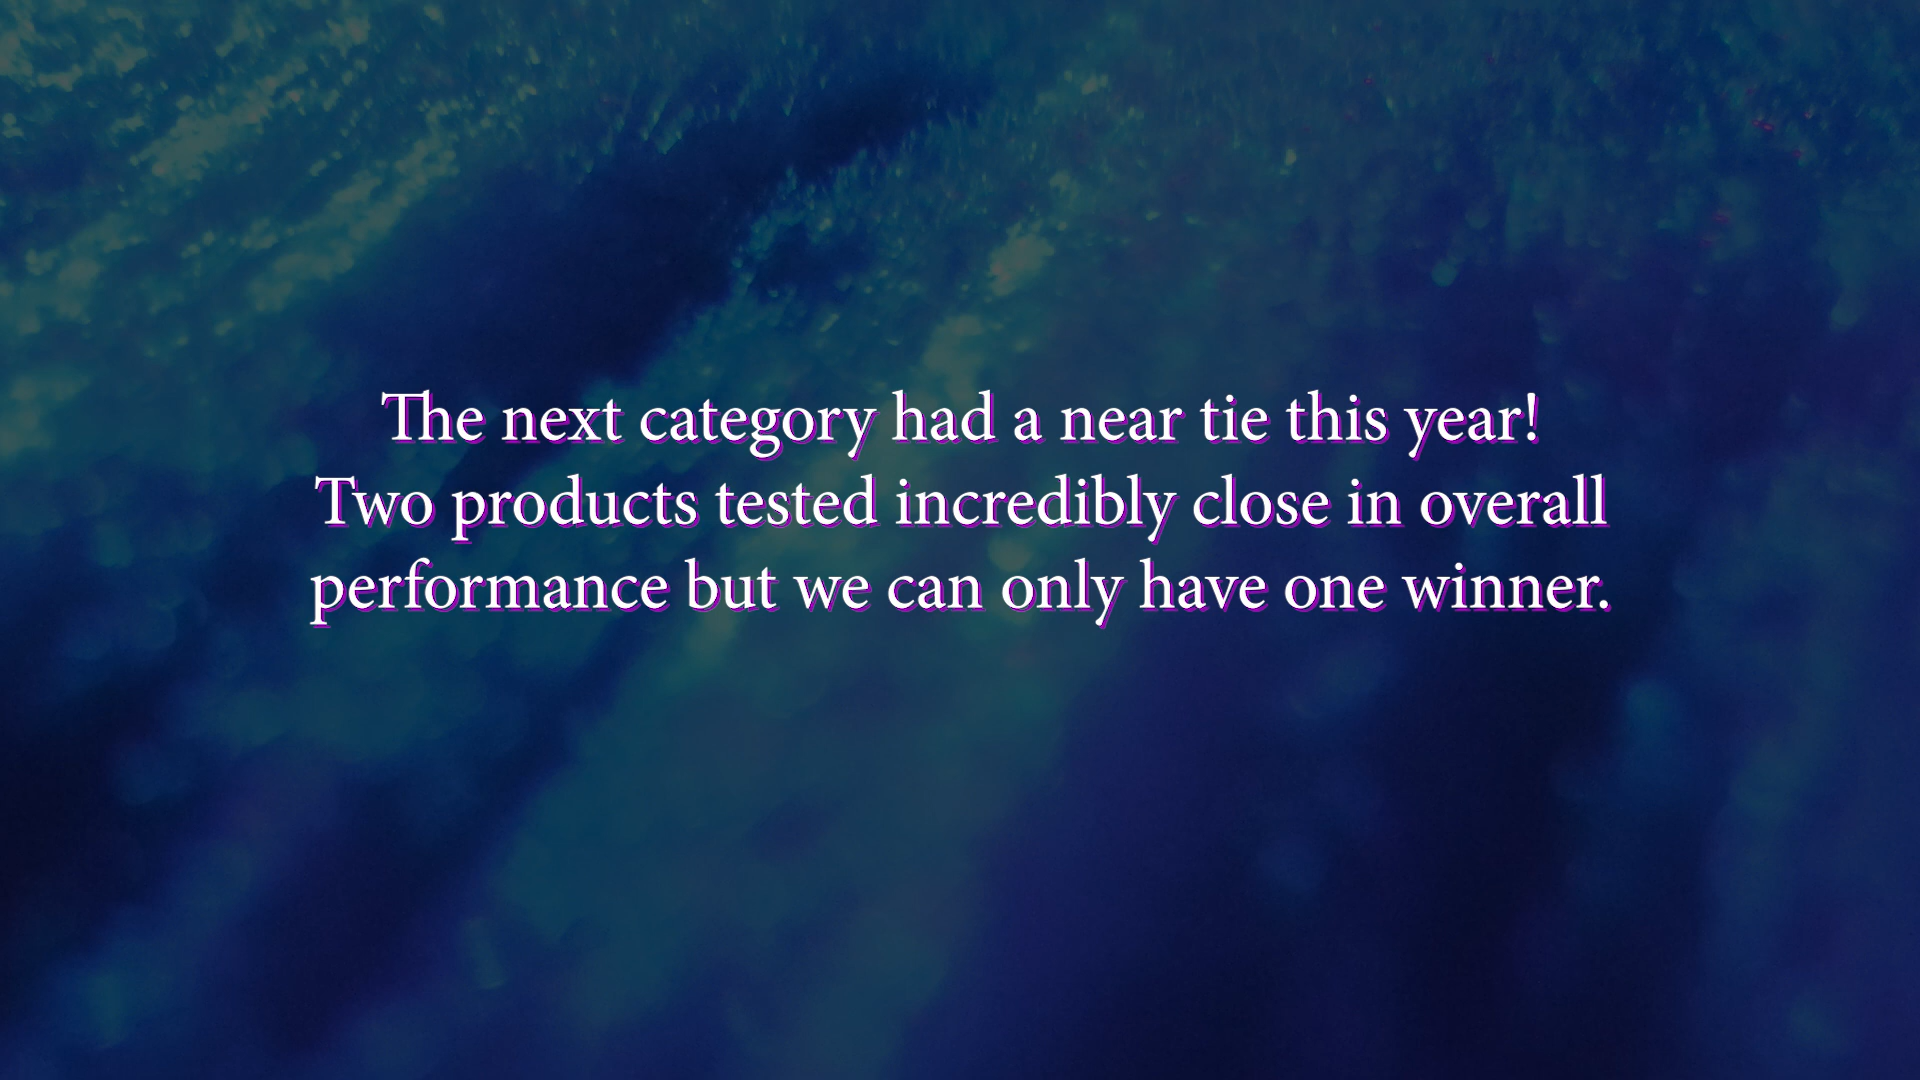 The next category had a near tie this year!
Two products tested incredibly close in overall
performance but we can only have one winner.